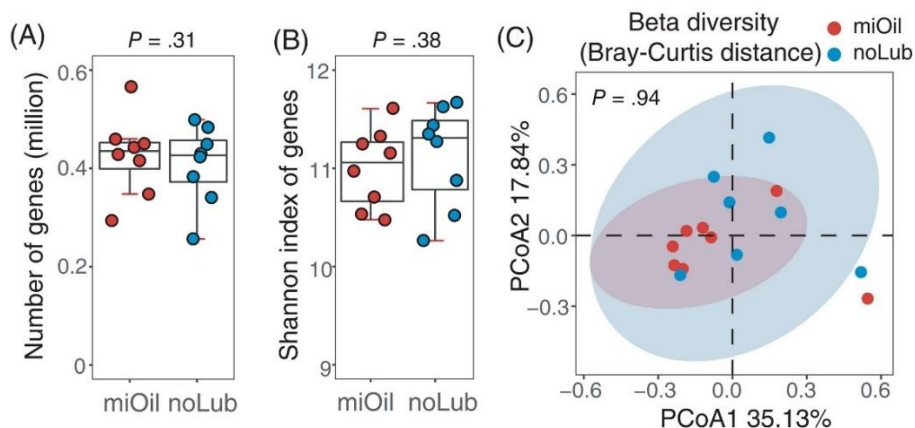 (A)
P = .31
Number of genes (million)
0.6
0.4
0.2
0
miOil noLub
(B)
P = .38
Shannon index of genes
12
11
10
9
miOil noLub
(C)
Beta diversity
(Bray-Curtis distance)
miOil
noLub
P = .94
PCoA2 17.84%
0.6
0.3
0.0
−0.3
−0.6 −0.3 0.0 0.3 0.6
PCoA1 35.13%